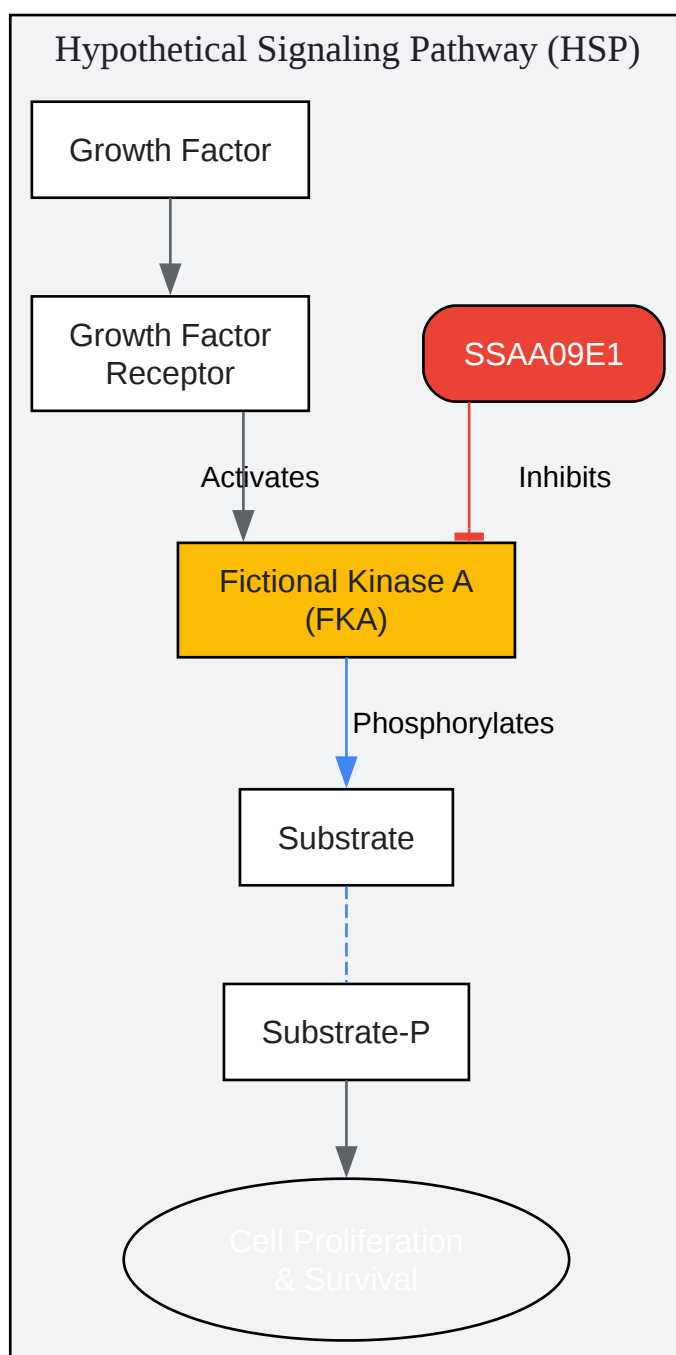 Hypothetical Signaling Pathway (HSP)
Growth Factor
Growth Factor
Receptor
SSAA09E1
Activates
Inhibits
Fictional Kinase A
(FKA)
Phosphorylates
Substrate
Substrate-P
Cell Proliferation
& Survival